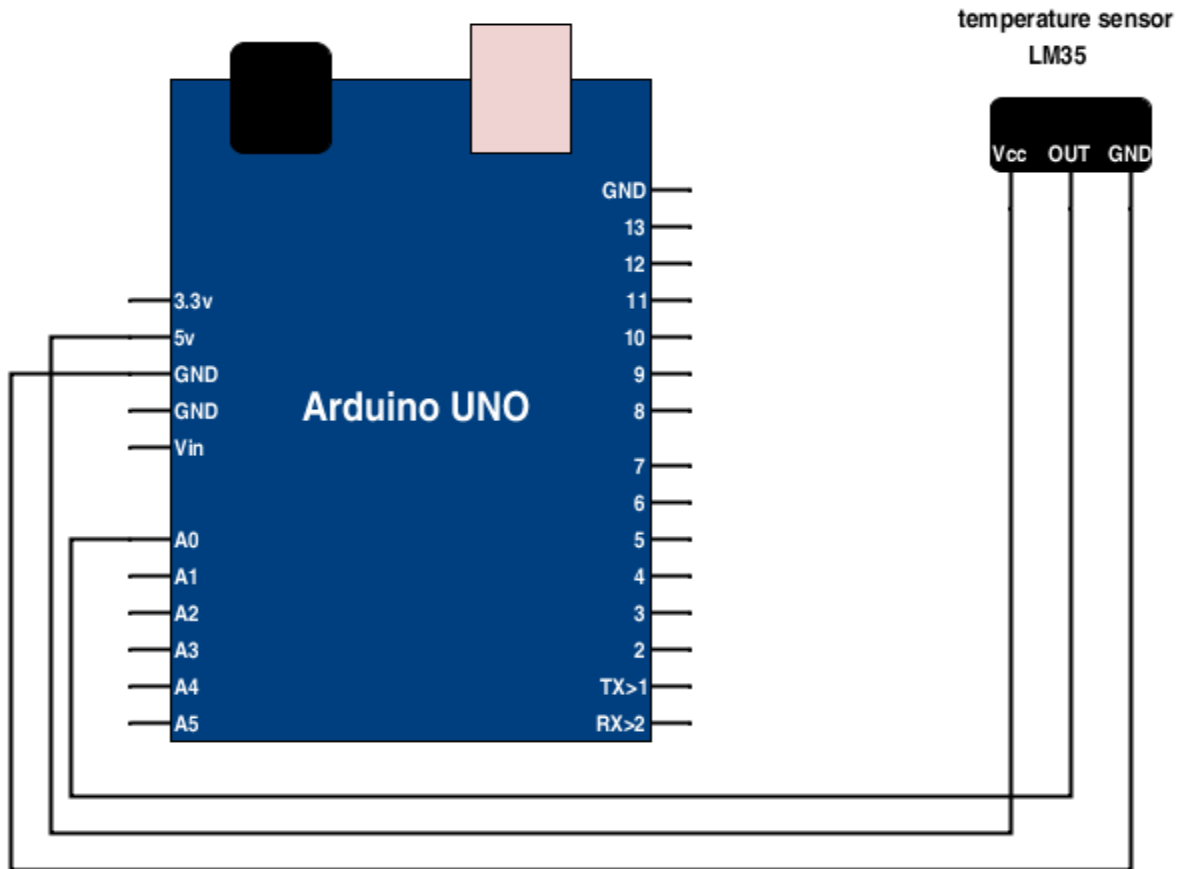 temperature sensor
LM35
Vcc OUT GND
GND
13
12
11
10
9
8
7
6
5
4
3
2
TX>1
RX>2
3.3v
5v
GND
GND
Vin
A0
A1
A2
A3
A4
A5
Arduino UNO